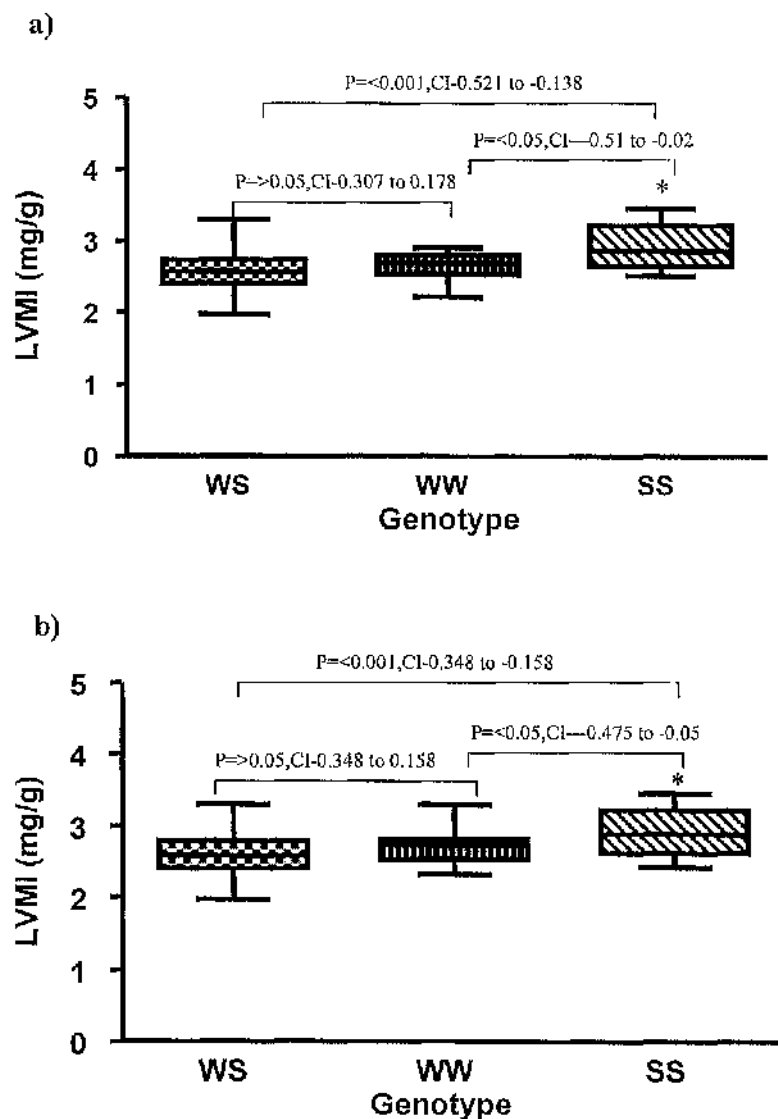 a)
P=<0.001,CI-0.521 to -0.138
P=<0.05,CI—-0.51 to -0.02
P=>0.05,CI-0.307 to 0.178
*
5
4
3
2
1
0
LVMI (mg/g)
WS WW SS
Genotype
b)
P=<0.001,CI-0.348 to -0.158
P=<0.05,CI—-0.475 to -0.05
P=>0.05,CI-0.348 to 0.158
*
5
4
3
2
1
0
LVMI (mg/g)
WS WW SS
Genotype